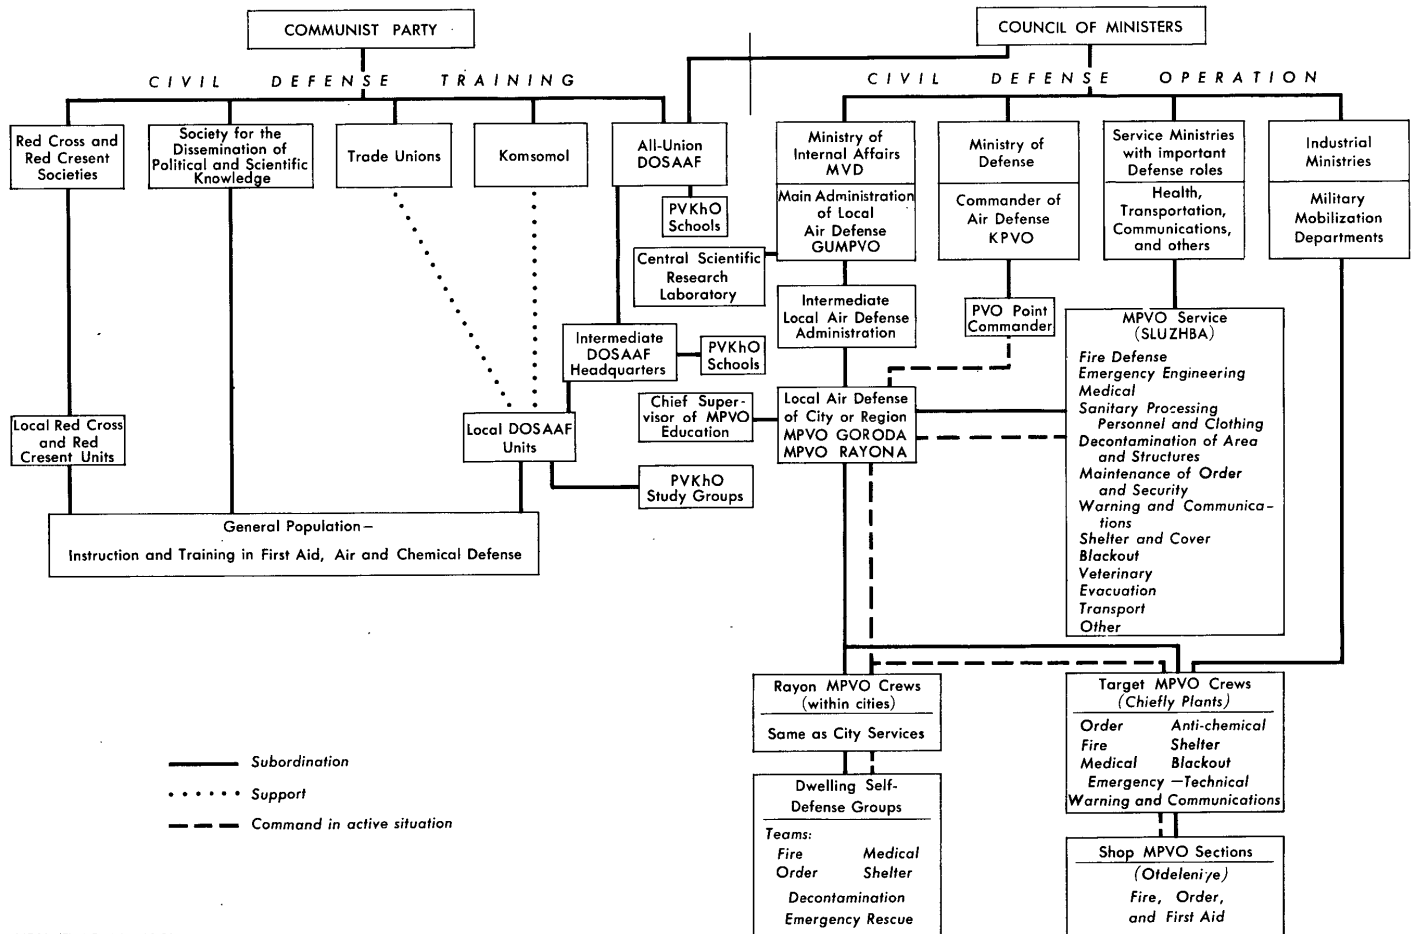 COMMUNIST PARTY
COUNCIL OF MINISTERS
CIVIL DEFENSE TRAINING
CIVIL DEFENSE OPERATION
Red Cross and
Red Cresent
Societies
Society for the
Dissemination of
Political and Scientific
Knowledge
Trade Unions
Komsomol
All-Union
DOSAAF
PVKhO
Schools
Ministry of
Internal Affairs
MVD
Main Administration
of Local
Air Defense
GUMPVO
Ministry of
Defense
Commander of
Air Defense
KPVO
Service Ministries
with important
Defense roles
Health,
Transportation,
Communications,
and others
Industrial
Ministries
Military
Mobilization
Departments
Central Scientific
Research
Laboratory
Intermediate
Local Air Defense
Administration
PVO Point
Commander
Intermediate
DOSAAF
Headquarters
PVKhO
Schools
MPVO Service
(SLUZHBA)
Fire Defense
Emergency Engineering
Medical
Sanitary Processing
Personnel and Clothing
Decontamination of Area
and Structures
Maintenance of Order
and Security
Warning and Communica-
tions
Shelter and Cover
Blackout
Veterinary
Evacuation
Transport
Other
Local Red Cross
and Red
Cresent Units
Local DOSAAF
Units
Chief Super-
visor of MPVO
Education
Local Air Defense
of City or Region
MPVO GORODA
MPVO RAYONA
PVKhO
Study Groups
General Population —
Instruction and Training in First Aid, Air and Chemical Defense
Rayon MPVO Crews
(within cities)
Same as City Services
Target MPVO Crews
(Chiefly Plants)
Order Anti-chemical
Fire Shelter
Medical Blackout
Emergency —Technical
Warning and Communications
Subordination
Support
Command in active situation
Dwelling Self-
Defense Groups
Teams:
Fire Medical
Order Shelter
Decontamination
Emergency Rescue
Shop MPVO Sections
(Otdeleniye)
Fire, Order,
and First Aid